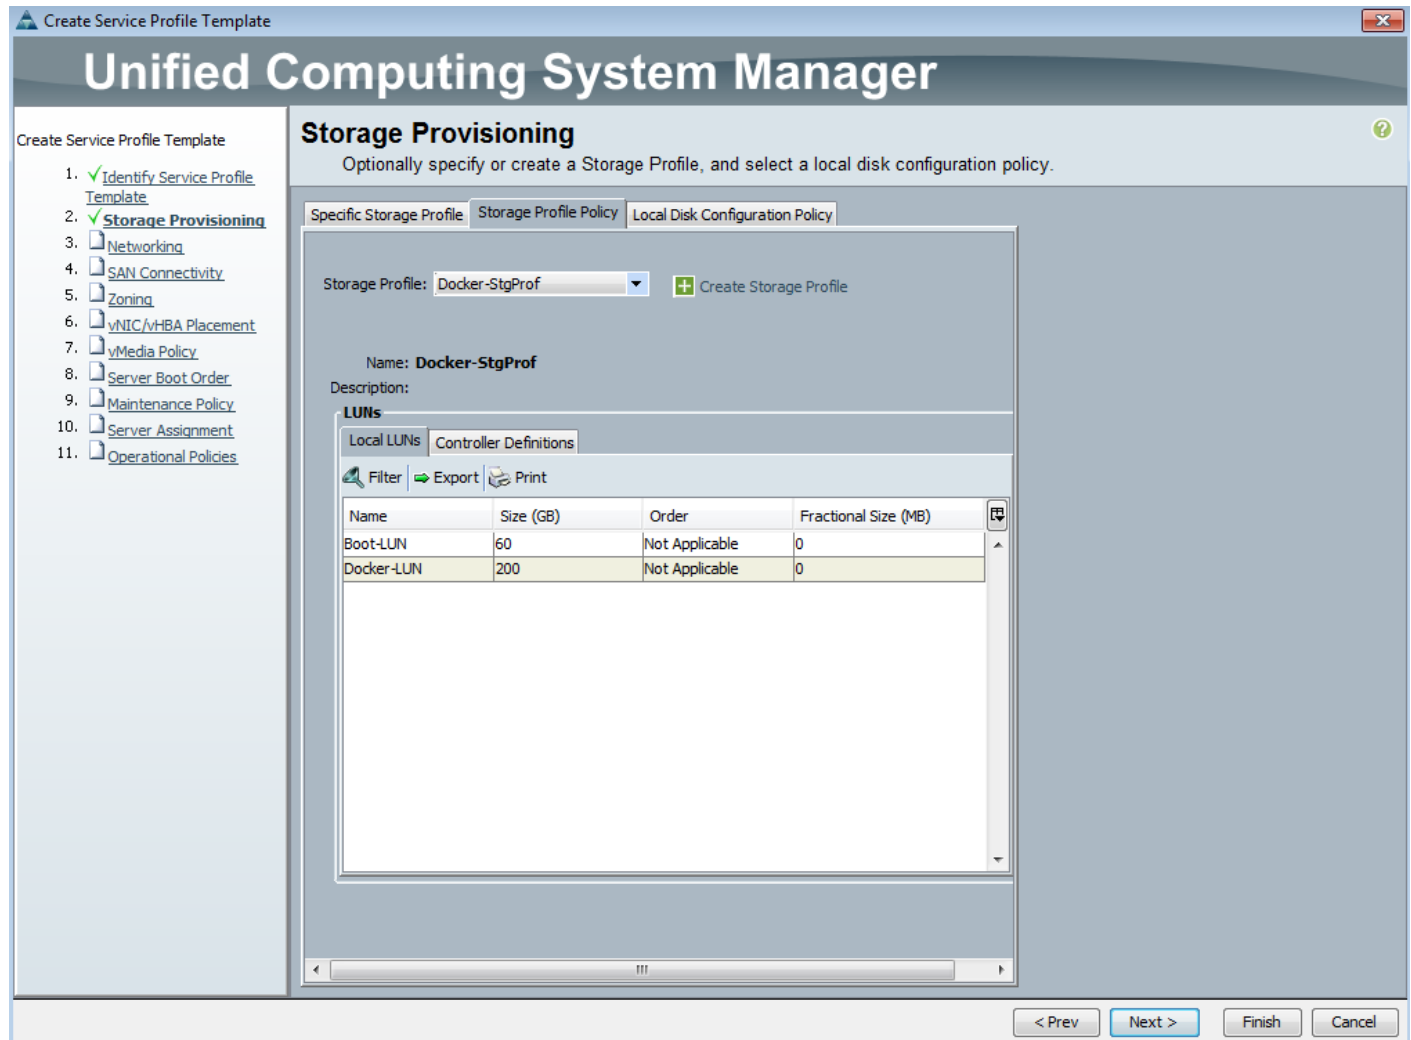 Create Service Profile Template
Unified Computing System Manager
Create Service Profile Template
1. Identify Service Profile
Template
2. Storage Provisioning
3. Networking
4. SAN Connectivity
5. Zoning
6. vNIC/vHBA Placement
7. vMedia Policy
8. Server Boot Order
9. Maintenance Policy
10. Server Assignment
11. Operational Policies
Storage Provisioning
Optionally specify or create a Storage Profile, and select a local disk configuration policy.
Specific Storage Profile Storage Profile Policy Local Disk Configuration Policy
Storage Profile: Docker-StgProf Create Storage Profile
Name: Docker-StgProf
Description:
LUNs
Local LUNs Controller Definitions
Filter Export Print
Name Size (GB) Order Fractional Size (MB)
Boot-LUN 60 Not Applicable 0
Docker-LUN 200 Not Applicable 0
< Prev Next > Finish Cancel